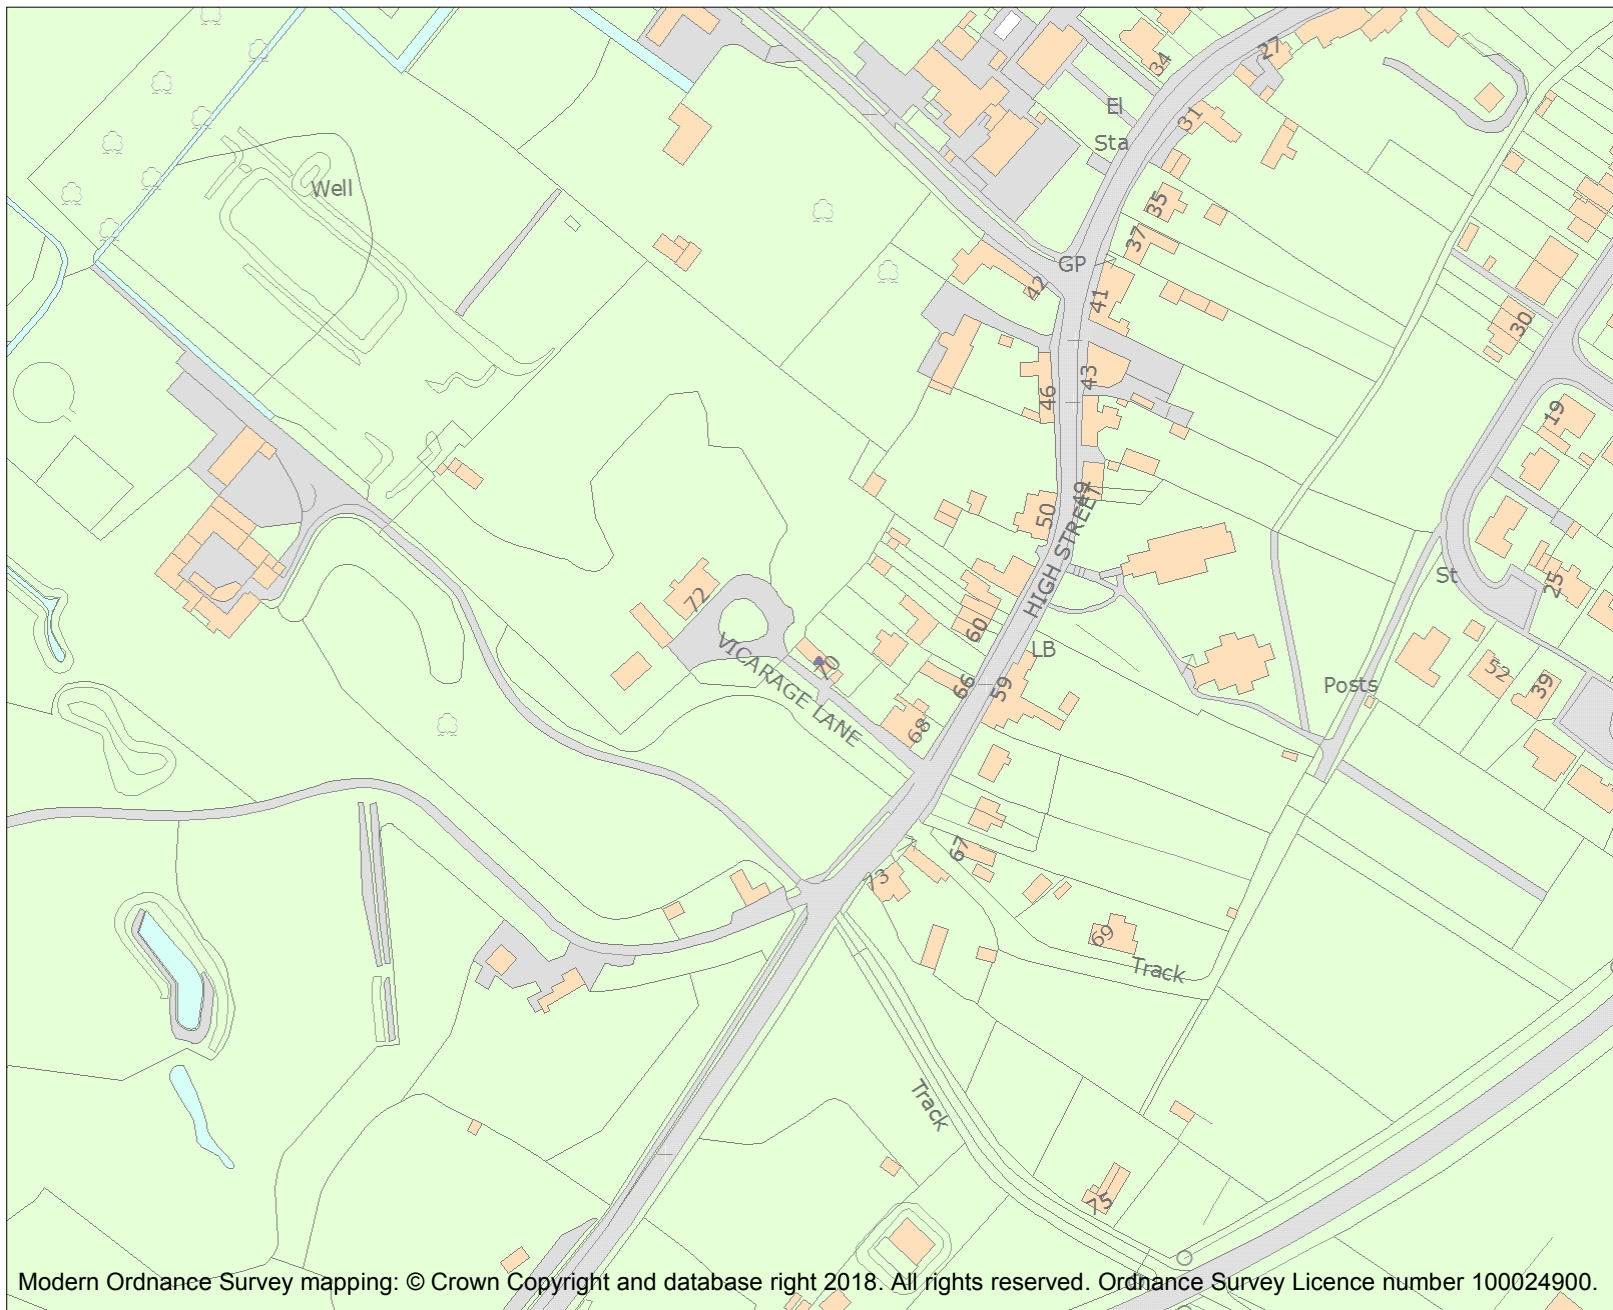 27
34
El
31
Sta
Well
35
37
GP
42
41
30
43
46
19
49
50
HIGH STREET
St
25
72
60
LB
VICARAGE LANE
70
52
66
59
Posts
39
68
67
73
69
Track
Track
75
Modern Ordnance Survey mapping: © Crown Copyright and database right 2018. All rights reserved. Ordnance Survey Licence number 100024900.